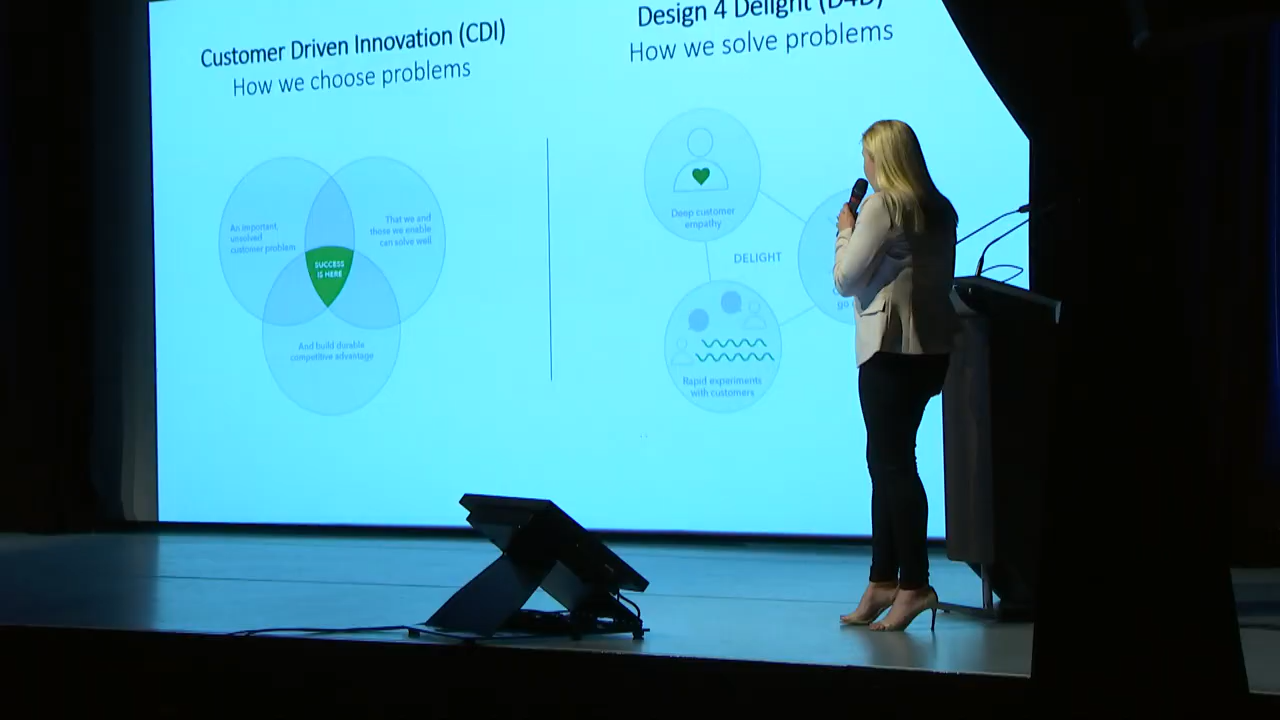 Customer Driven Innovation (CDI)
How we choose problems
An important,
unsolved
customer problem
That we and
those we enable
can solve well
SUCCESS
IS HERE
And build durable
competitive advantage
Design 4 Delight (D4D)
How we solve problems
Deep customer
empathy
DELIGHT
go
Rapid experiments
with customers